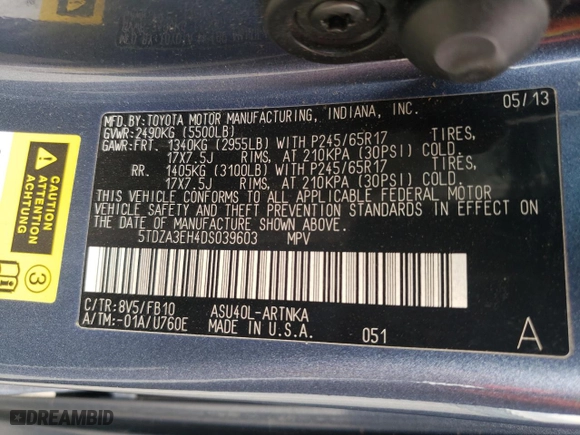 MFD.BY:TOYOTA MOTOR MANUFACTURING, INDIANA, INC. 05/13
GVWR:2490KG (5500LB)
GAWR:FRT. 1340KG (2955LB) WITH P245/65R17 TIRES,
17X7.5J RIMS, AT 210KPA (30PSI) COLD.
RR. 1405KG (3100LB) WITH P245/65R17 TIRES,
17X7.5J RIMS, AT 210KPA (30PSI) COLD.
THIS VEHICLE CONFORMS TO ALL APPLICABLE FEDERAL MOTOR
VEHICLE SAFETY AND THEFT PREVENTION STANDARDS IN EFFECT ON
THE DATE OF MANUFACTURE SHOWN ABOVE.
5TDZA3EH4DS039603 MPV
C/TR:8V5/FB10 ASU40L-ARTNKA
A/TM:-01A/U760E MADE IN U.S.A. 051 A
CAUTION
ATTENTION
ACHTUNG
3
DREAMBID